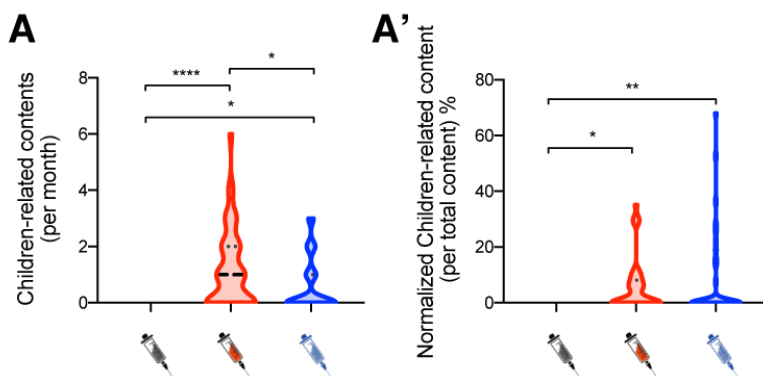 A
Children-related contents
(per month)
8
6
4
2
0
****
*
*
A'
Normalized Children-related content
(per total content) %
80
60
40
20
0
**
*